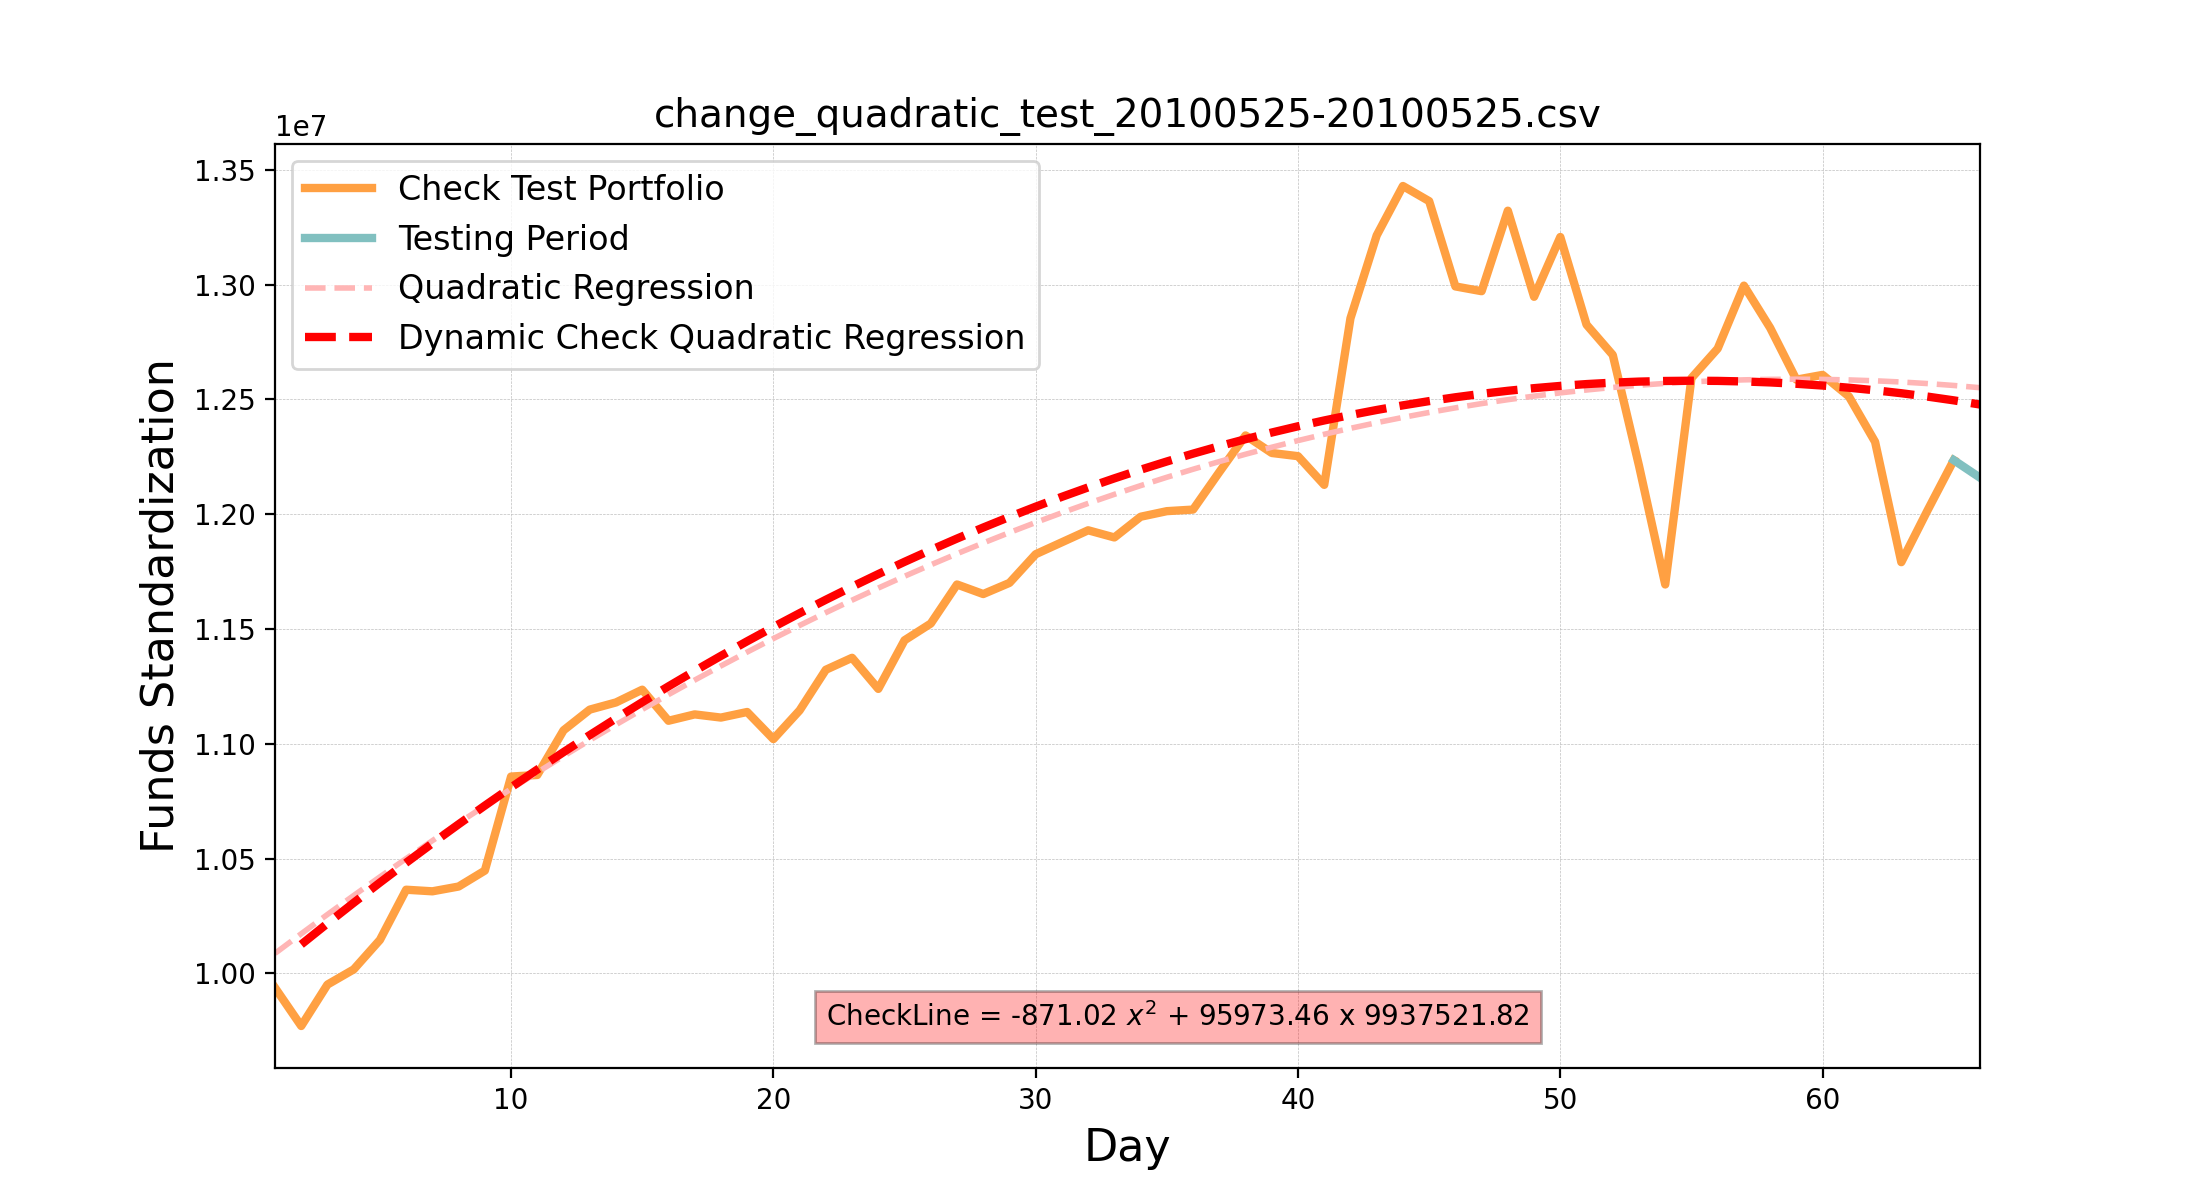 change_quadratic_test_20100525-20100525.csv
1e7
Check Test Portfolio
Testing Period
Quadratic Regression
Dynamic Check Quadratic Regression
1.35
1.30
1.25
1.20
1.15
1.10
1.05
1.00
Funds Standardization
CheckLine = -871.02 x² + 95973.46 x 9937521.82
10 20 30 40 50 60
Day